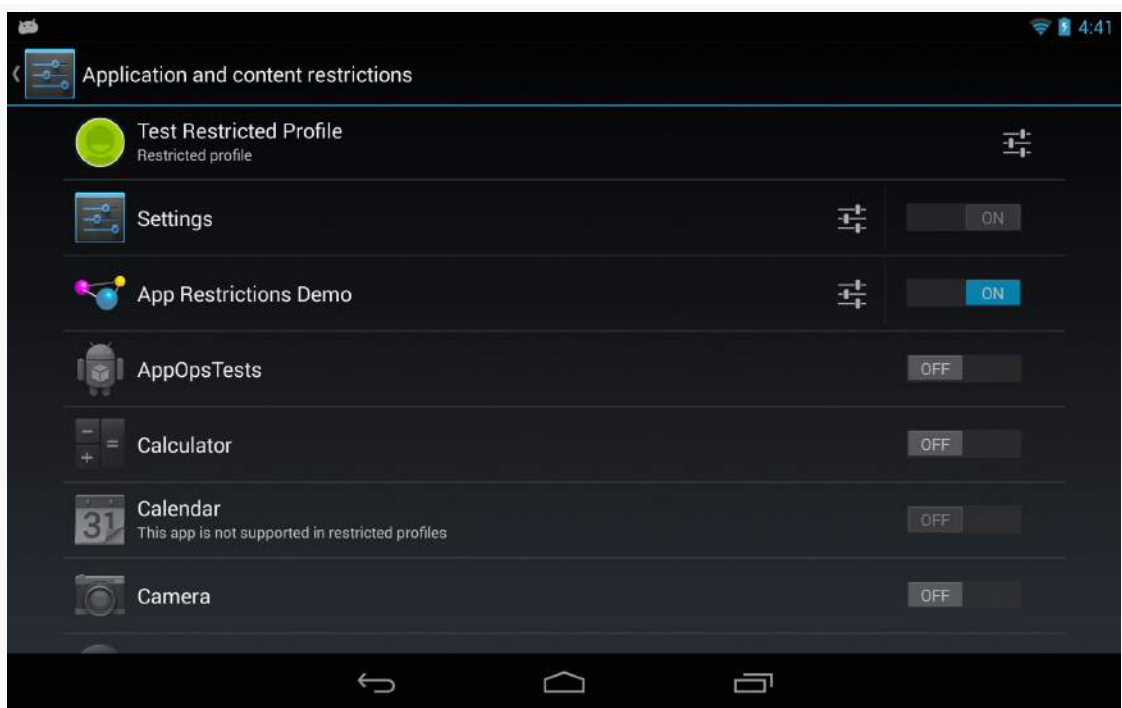 4:41
Application and content restrictions
Test Restricted Profile
Restricted profile
Settings
ON
App Restrictions Demo
ON
AppOpsTests
OFF
− =
+
Calculator
OFF
31
Calendar
This app is not supported in restricted profiles
OFF
Camera
OFF